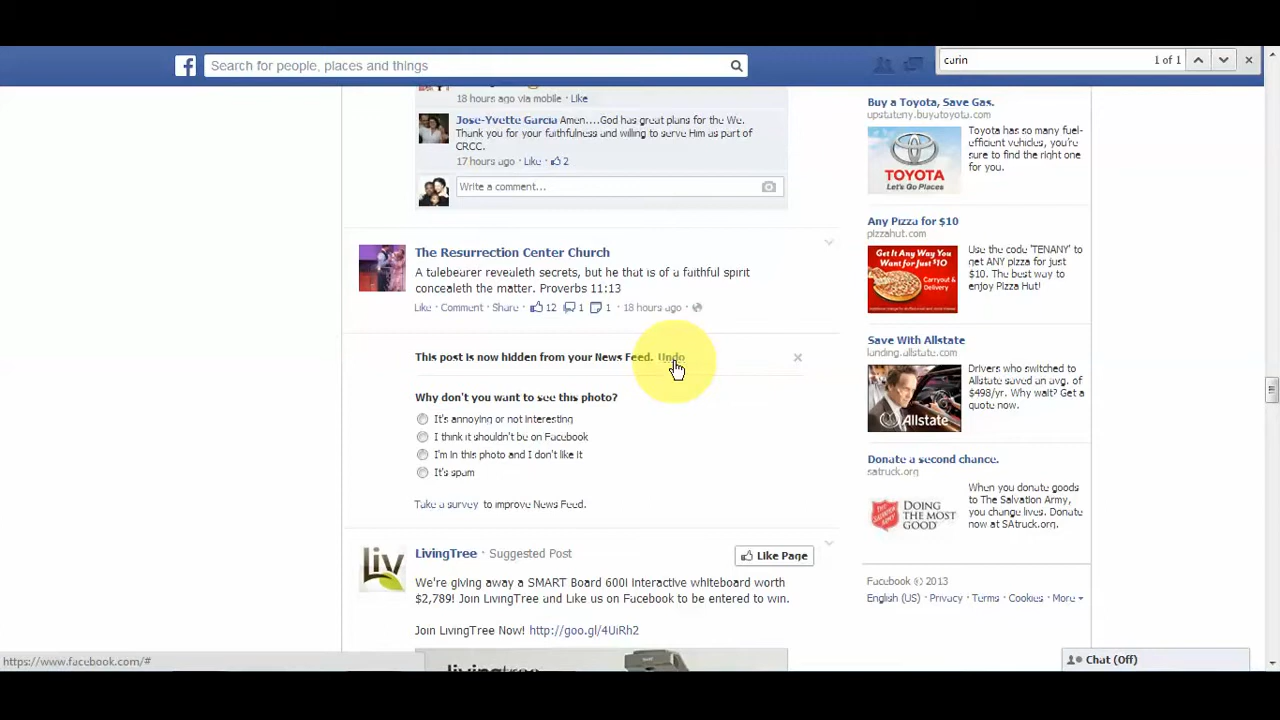 Search for people, places and things
curin
1 of 1
18 hours ago via mobile · Like
Jose-Yvette Garcia Amen....God has great plans for the We.
Thank you for your faithfulness and willing to serve Him as part of
CRCC.
17 hours ago · Like · 2
Write a comment...
The Resurrection Center Church
A talebearer revealeth secrets, but he that is of a faithful spirit
concealeth the matter. Proverbs 11:13
Like · Comment · Share · 12 1 1 · 18 hours ago ·
This post is now hidden from your News Feed. Undo
Why don't you want to see this photo?
It's annoying or not interesting
I think it shouldn't be on Facebook
I'm in this photo and I don't like it
It's spam
Take a survey to improve News Feed.
Liv
LivingTree · Suggested Post
Like Page
We're giving away a SMART Board 600i interactive whiteboard worth
$2,789! Join LivingTree and Like us on Facebook to be entered to win.
Join LivingTree Now! http://goo.gl/4UiRh2
livingtree
Buy a Toyota, Save Gas.
upstateny.buyatoyota.com
TOYOTA
Let's Go Places
Toyota has so many fuel-
efficient vehicles, you're
sure to find the right one
for you.
Any Pizza for $10
pizzahut.com
Get It Any Way You
Want for Just $10
Carryout &
Delivery
Use the code 'TENANY' to
get ANY pizza for just
$10. The best way to
enjoy Pizza Hut!
Save With Allstate
landing.allstate.com
Allstate
Drivers who switched to
Allstate saved an avg. of
$498/yr. Why wait? Get a
quote now.
Donate a second chance.
satruck.org
DOING THE
MOST
GOOD
When you donate goods
to The Salvation Army,
you change lives. Donate
now at SAtruck.org.
Facebook © 2013
English (US) · Privacy · Terms · Cookies · More
https://www.facebook.com/#
Chat (Off)